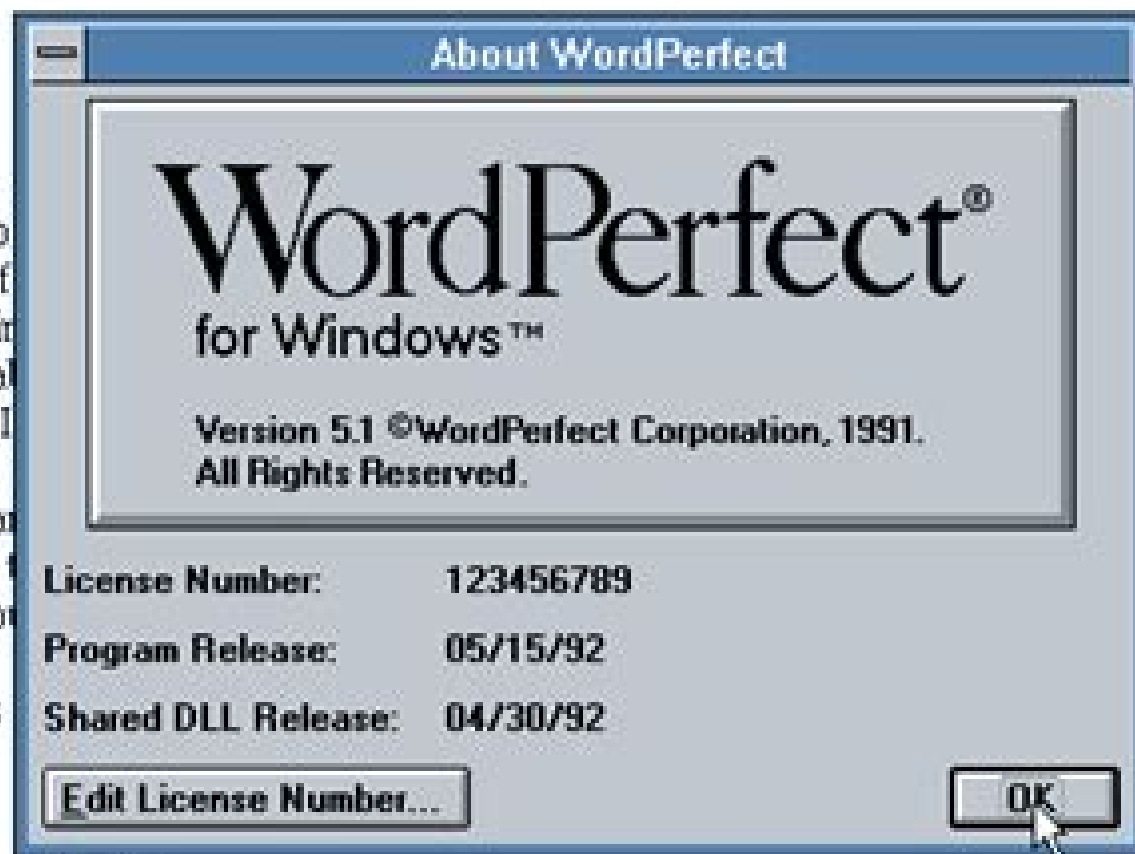 About WordPerfect
WordPerfect®
for Windows™
Version 5.1 ©WordPerfect Corporation, 1991.
All Rights Reserved.
License Number: 123456789
Program Release: 05/15/92
Shared DLL Release: 04/30/92
Edit License Number... OK